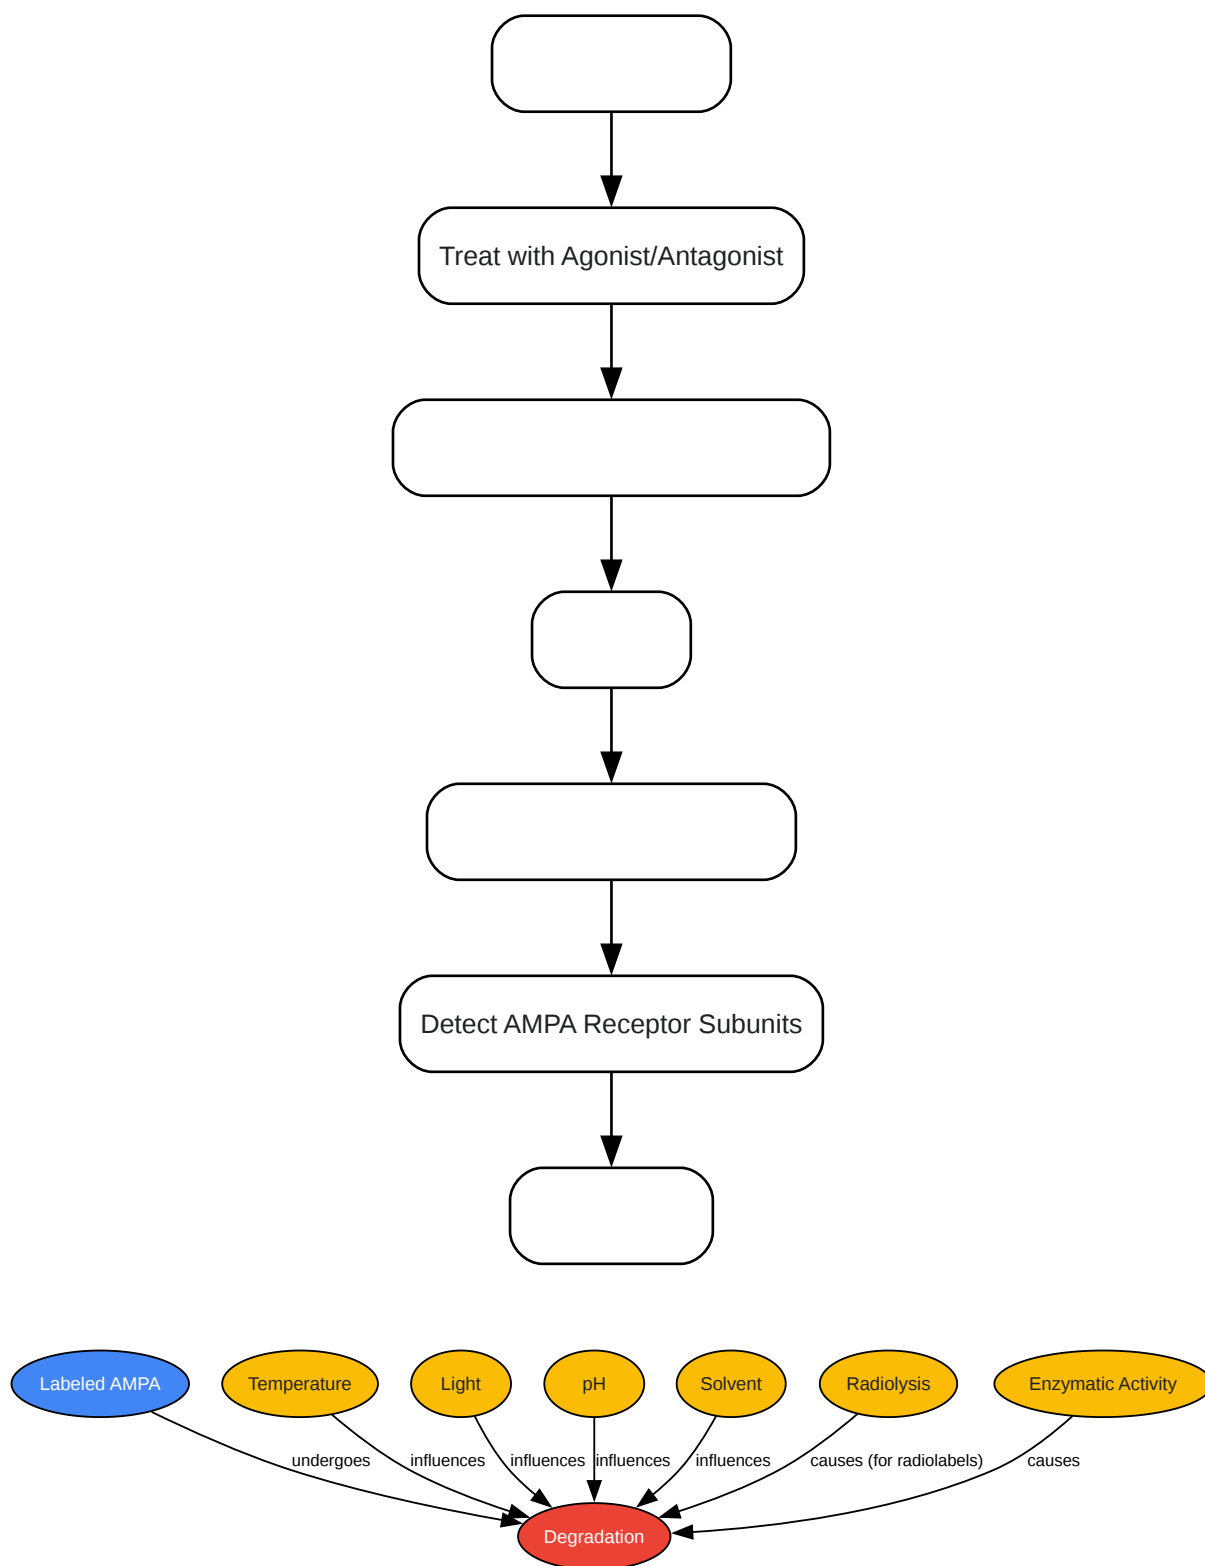 Treat with Agonist/Antagonist
Detect AMPA Receptor Subunits
Labeled AMPA
Temperature
Light
pH
Solvent
Radiolysis
Enzymatic Activity
undergoes
influences
influences
influences
influences
causes (for radiolabels)
causes
Degradation